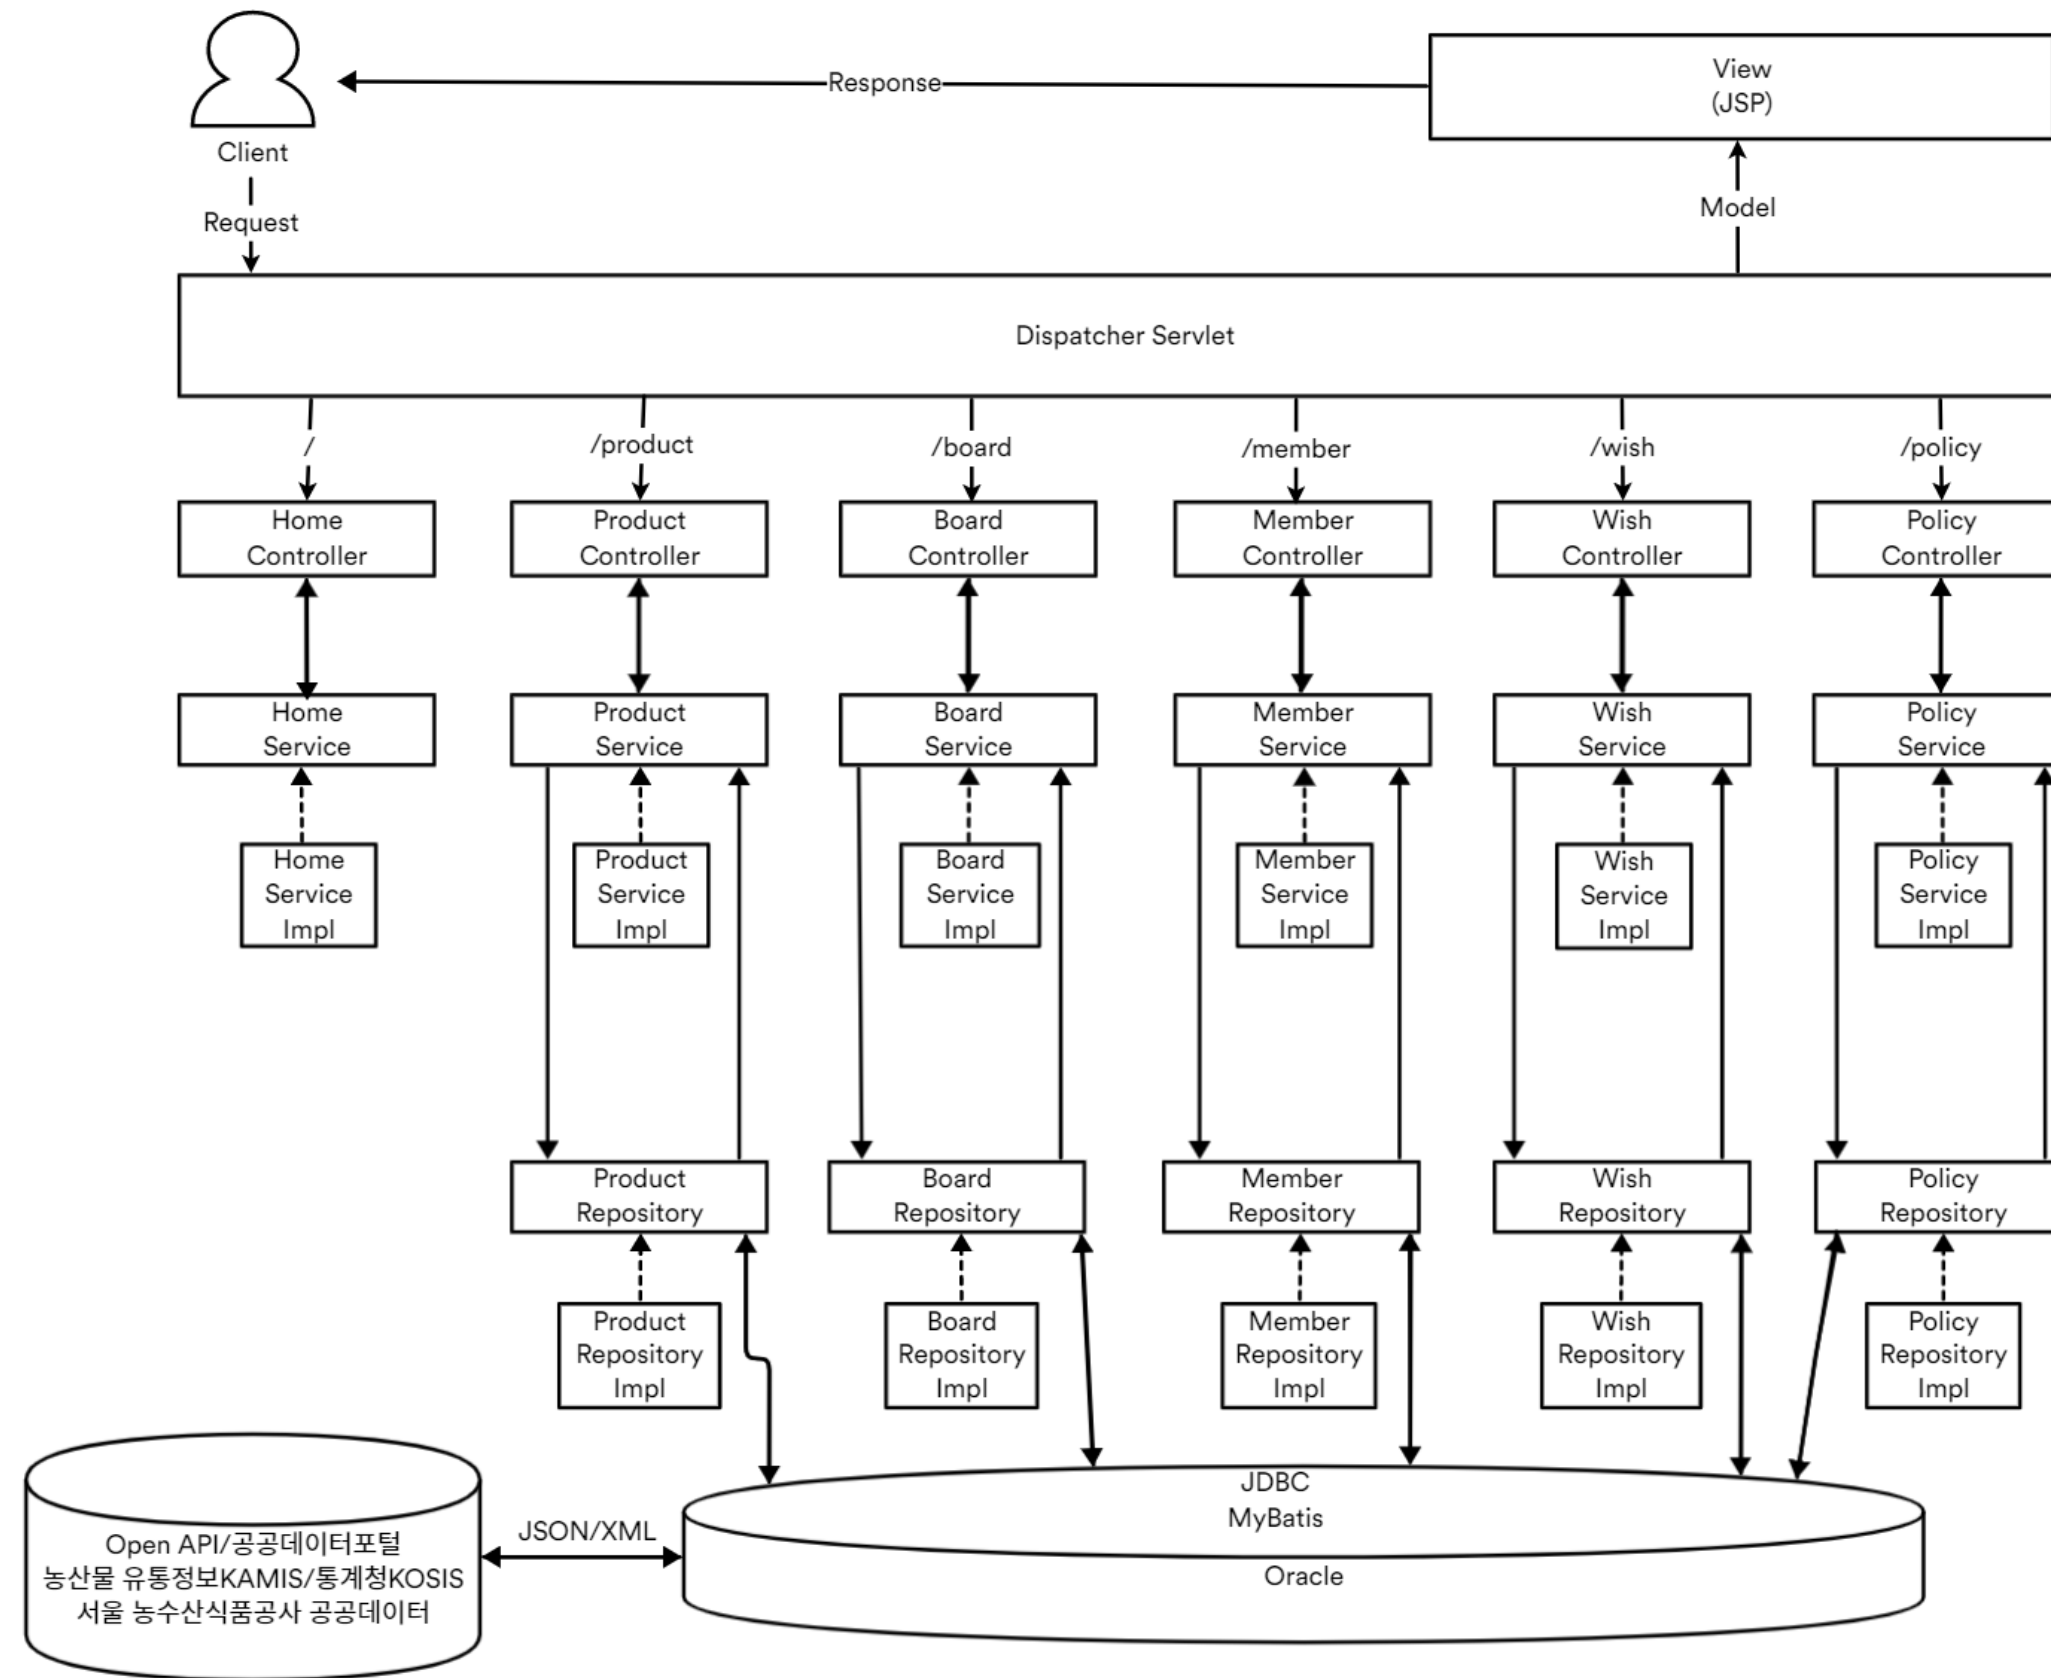 Response
View
(JSP)
Client
Request
Model
Dispatcher Servlet
/
/product
/board
/member
/wish
/policy
Home
Controller
Product
Controller
Board
Controller
Member
Controller
Wish
Controller
Policy
Controller
Home
Service
Product
Service
Board
Service
Member
Service
Wish
Service
Policy
Service
Home
Service
Impl
Product
Service
Impl
Board
Service
Impl
Member
Service
Impl
Wish
Service
Impl
Policy
Service
Impl
Product
Repository
Board
Repository
Member
Repository
Wish
Repository
Policy
Repository
Product
Repository
Impl
Board
Repository
Impl
Member
Repository
Impl
Wish
Repository
Impl
Policy
Repository
Impl
JDBC
MyBatis
Oracle
JSON/XML
Open API/공공데이터포털
농산물 유통정보KAMIS/통계청KOSIS
서울 농수산식품공사 공공데이터